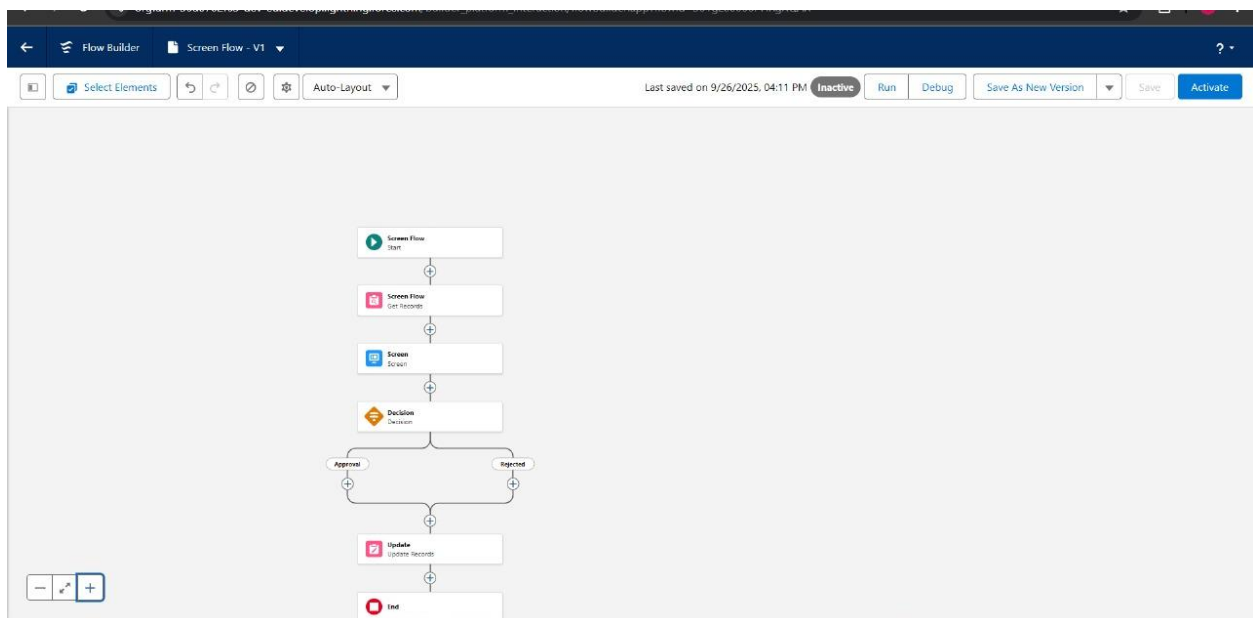 Flow Builder
Screen Flow - V1
?
Select Elements
Auto-Layout
Last saved on 9/26/2025, 04:11 PM
Inactive
Run
Debug
Save As New Version
Save
Activate
Screen Flow
Start
Screen Flow
Get Records
Screen
Screen
Decision
Decision
Approval
Rejected
Update
Update Records
End